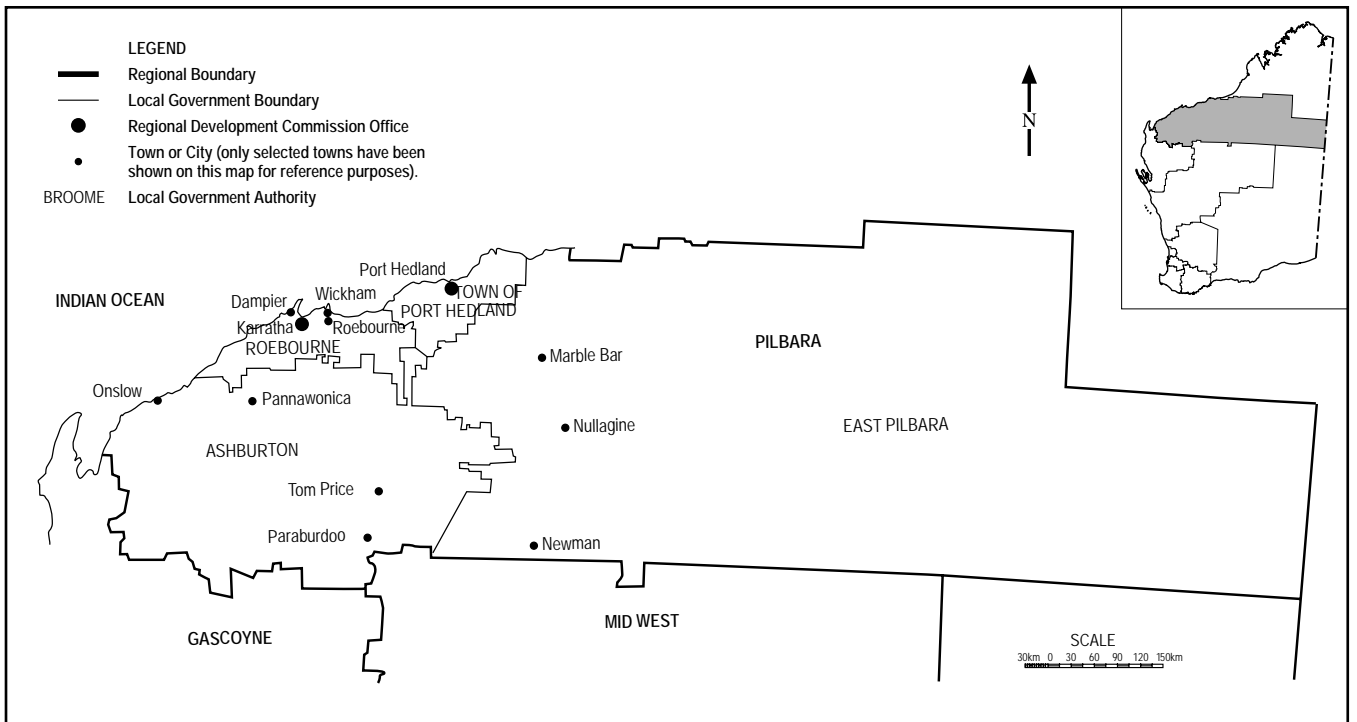 LEGEND
Regional Boundary
Local Government Boundary
Regional Development Commission Office
Town or City (only selected towns have been
shown on this map for reference purposes).
BROOME Local Government Authority
N
INDIAN OCEAN
Port Hedland
TOWN OF
PORT HEDLAND
Dampier
Wickham
Karratha
Roebourne
ROEBOURNE
PILBARA
Marble Bar
Onslow
Pannawonica
Nullagine
EAST PILBARA
ASHBURTON
Tom Price
Paraburdoo
Newman
GASCOYNE
MID WEST
SCALE
30km 0 30 60 90 120 150km